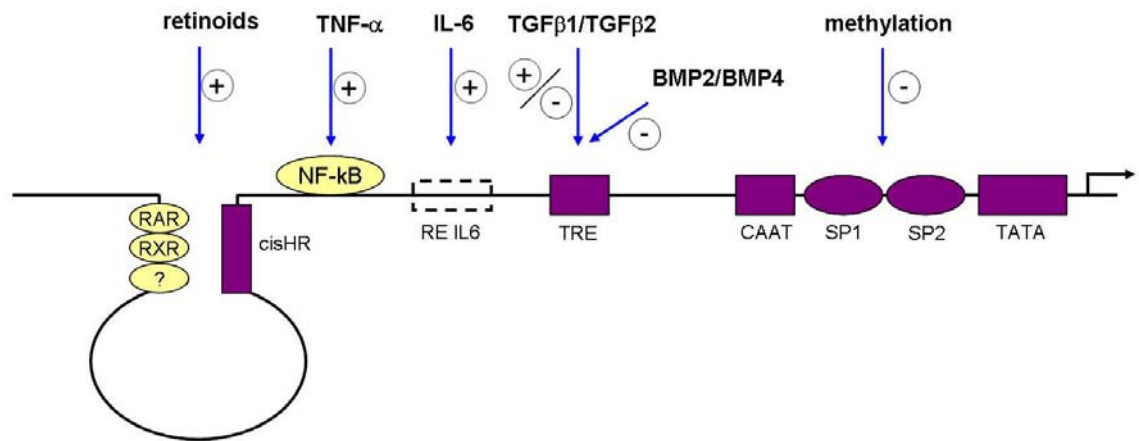 retinoids TNF-α IL-6 TGFβ1/TGFβ2 methylation
BMP2/BMP4
+ + + + / - - -
NF-kB
RAR
RXR
?
cisHR
RE IL6 TRE CAAT SP1 SP2 TATA